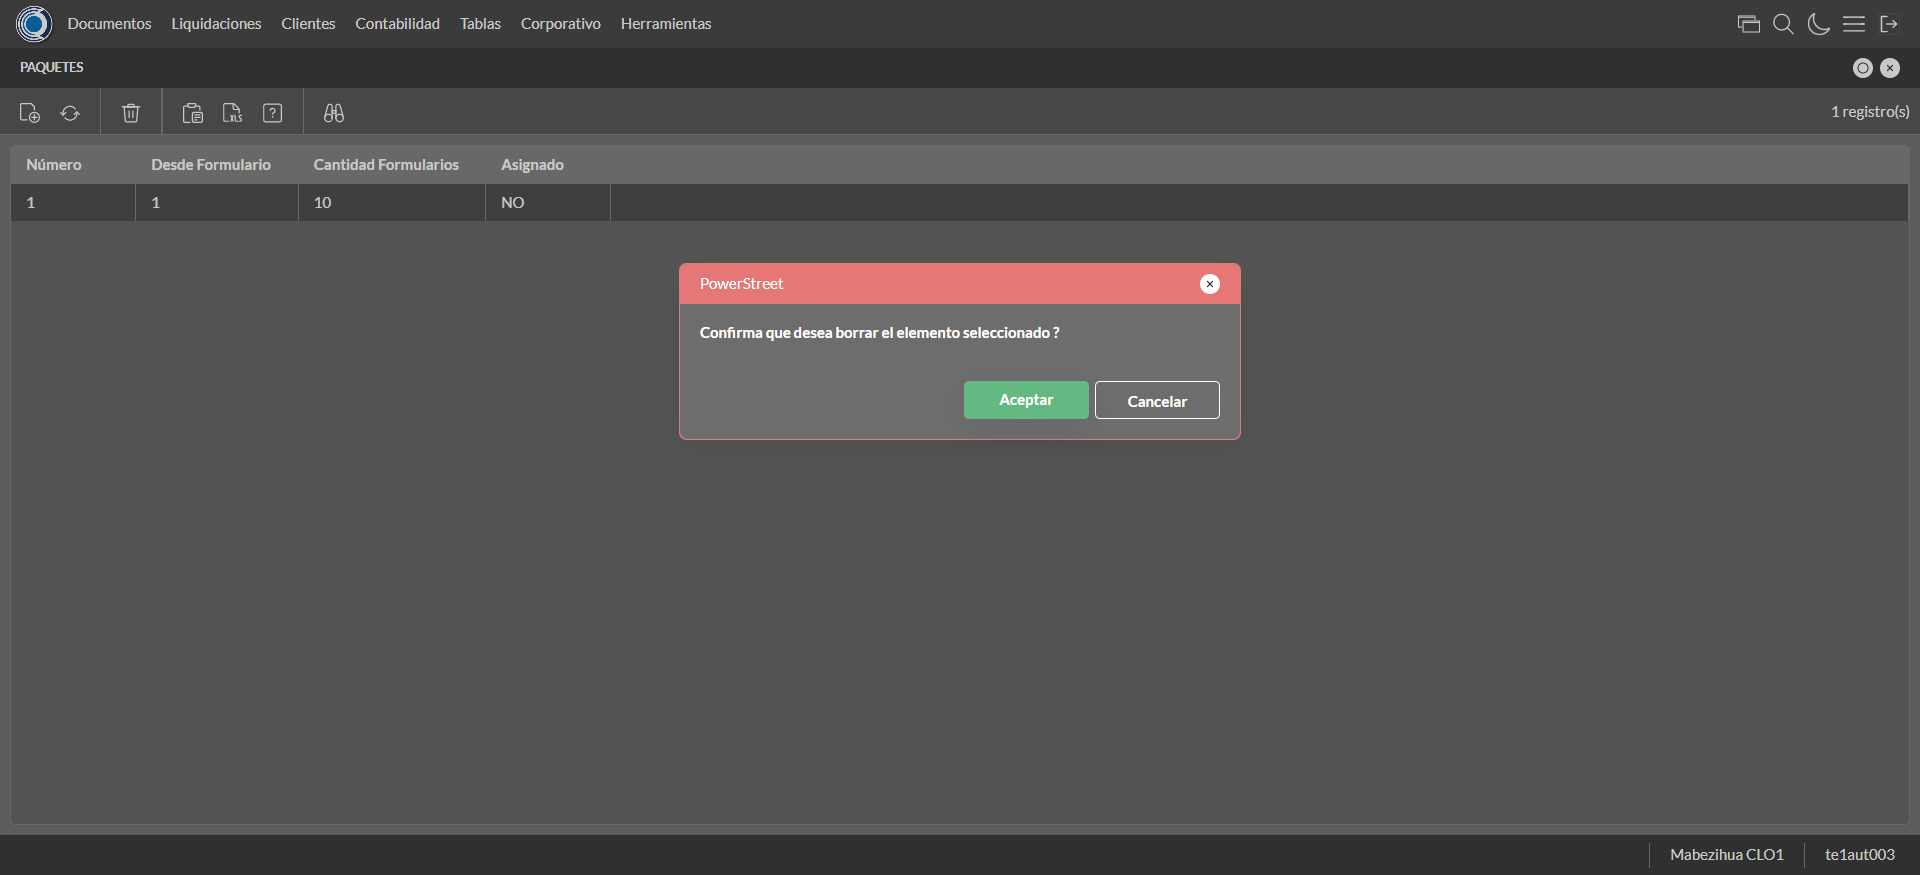 Documentos Liquidaciones Clientes Contabilidad Tablas Corporativo Herramientas
PAQUETES
XLS ? 1 registro(s)
Número Desde Formulario Cantidad Formularios Asignado
1 1 10 NO
PowerStreet
Confirma que desea borrar el elemento seleccionado ?
Aceptar Cancelar
Mabezihua CLO1 te1aut003